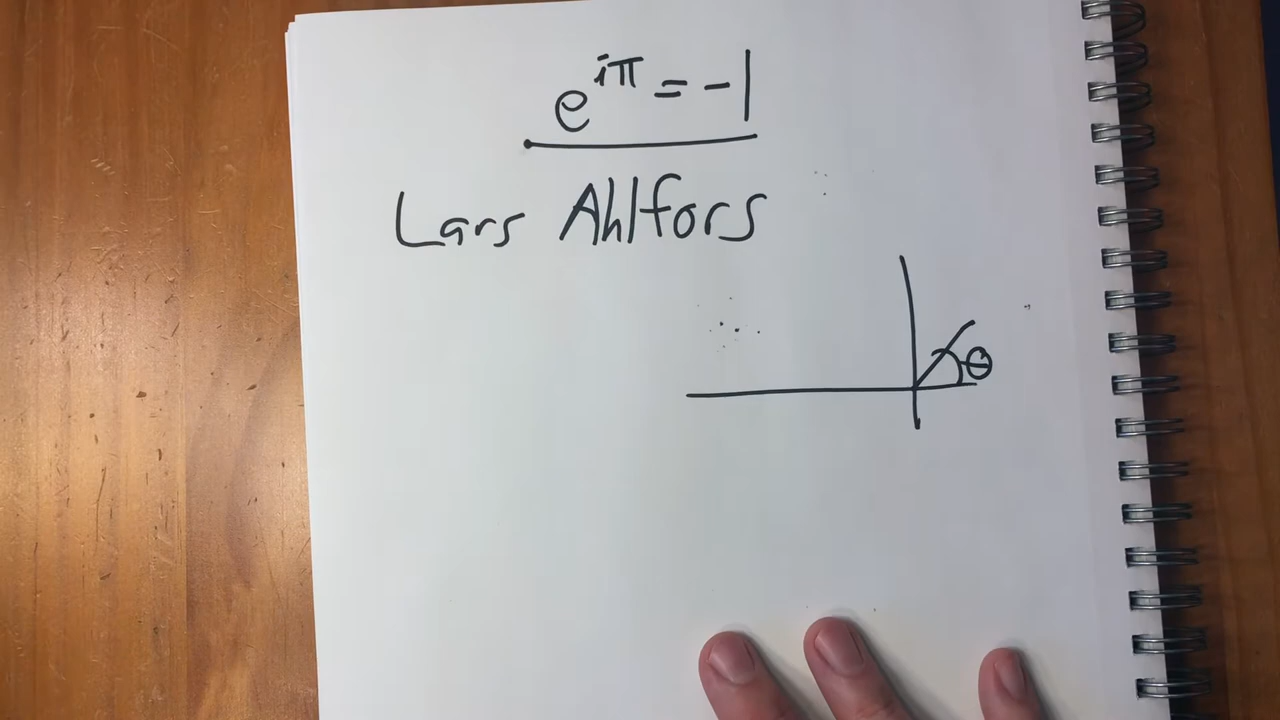 e^{iπ} = -1
Lars Ahlfors
θ